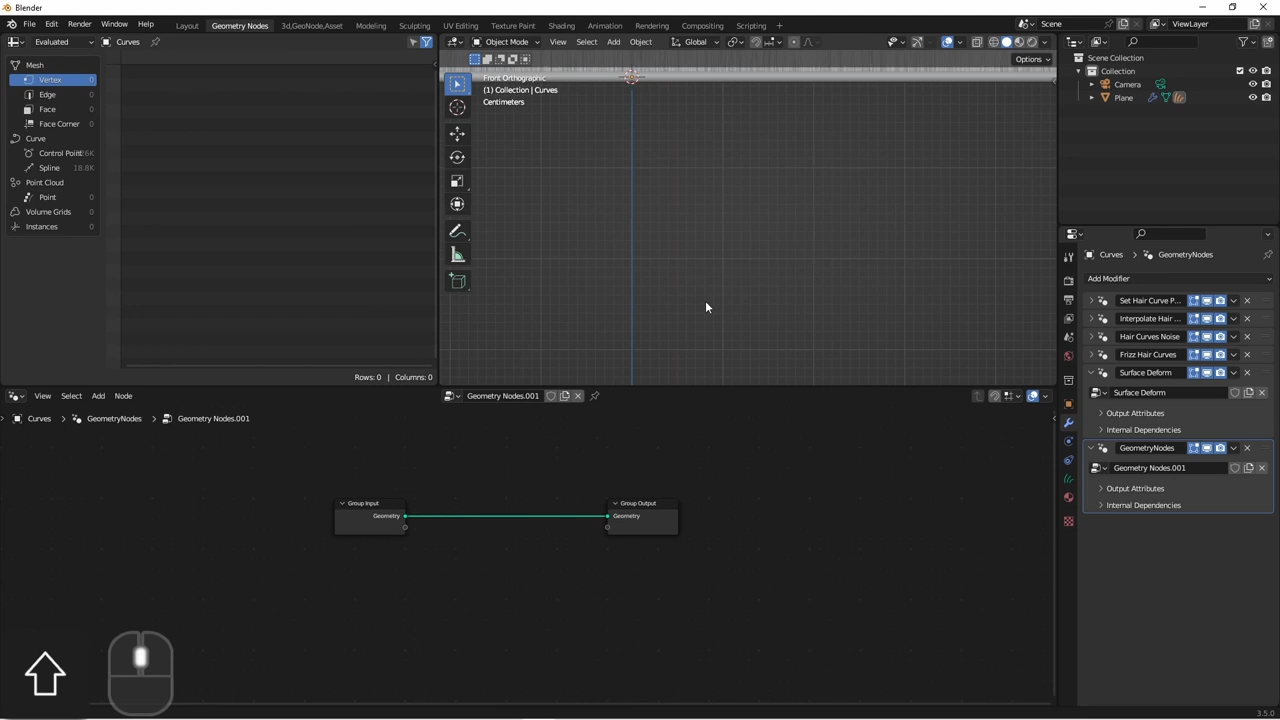 Blender
File Edit Render Window Help Layout Geometry Nodes 3d,GeoNode,Asset Modeling Sculpting UV Editing Texture Paint Shading Animation Rendering Compositing Scripting Scene ViewLayer
Evaluated Curves
Mesh
Vertex 0
Edge 0
Face 0
Face Corner 0
Curve
Control Point
Spline 18.8K
Point Cloud
Point 0
Volume Grids 0
Instances 0
Rows: 0 | Columns: 0
Object Mode View Select Add Object Global
Options
Front Orthographic
(1) Collection | Curves
Centimeters
Scene Collection
Collection
Camera
Plane
Curves GeometryNodes
Add Modifier
Set Hair Curve P...
Interpolate Hair ...
Hair Curves Noise
Frizz Hair Curves
Surface Deform
Surface Deform
Output Attributes
Internal Dependencies
GeometryNodes
Geometry Nodes.001
Output Attributes
Internal Dependencies
View Select Add Node Geometry Nodes.001
Curves GeometryNodes Geometry Nodes.001
Group Input
Geometry
Group Output
Geometry
3.5.0